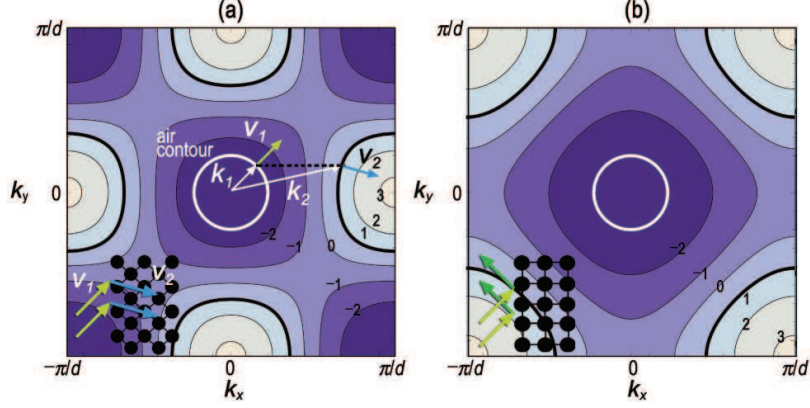 (a)
π/d
air
contour
v1
v2
k1
k2
ky
0
3
2
1
0
−1
−2
−2
−1
−2
v1
v2
−π/d
−π/d
0
π/d
kx
(b)
π/d
ky
0
−2
−1
0
1
2
3
−π/d
0
π/d
kx